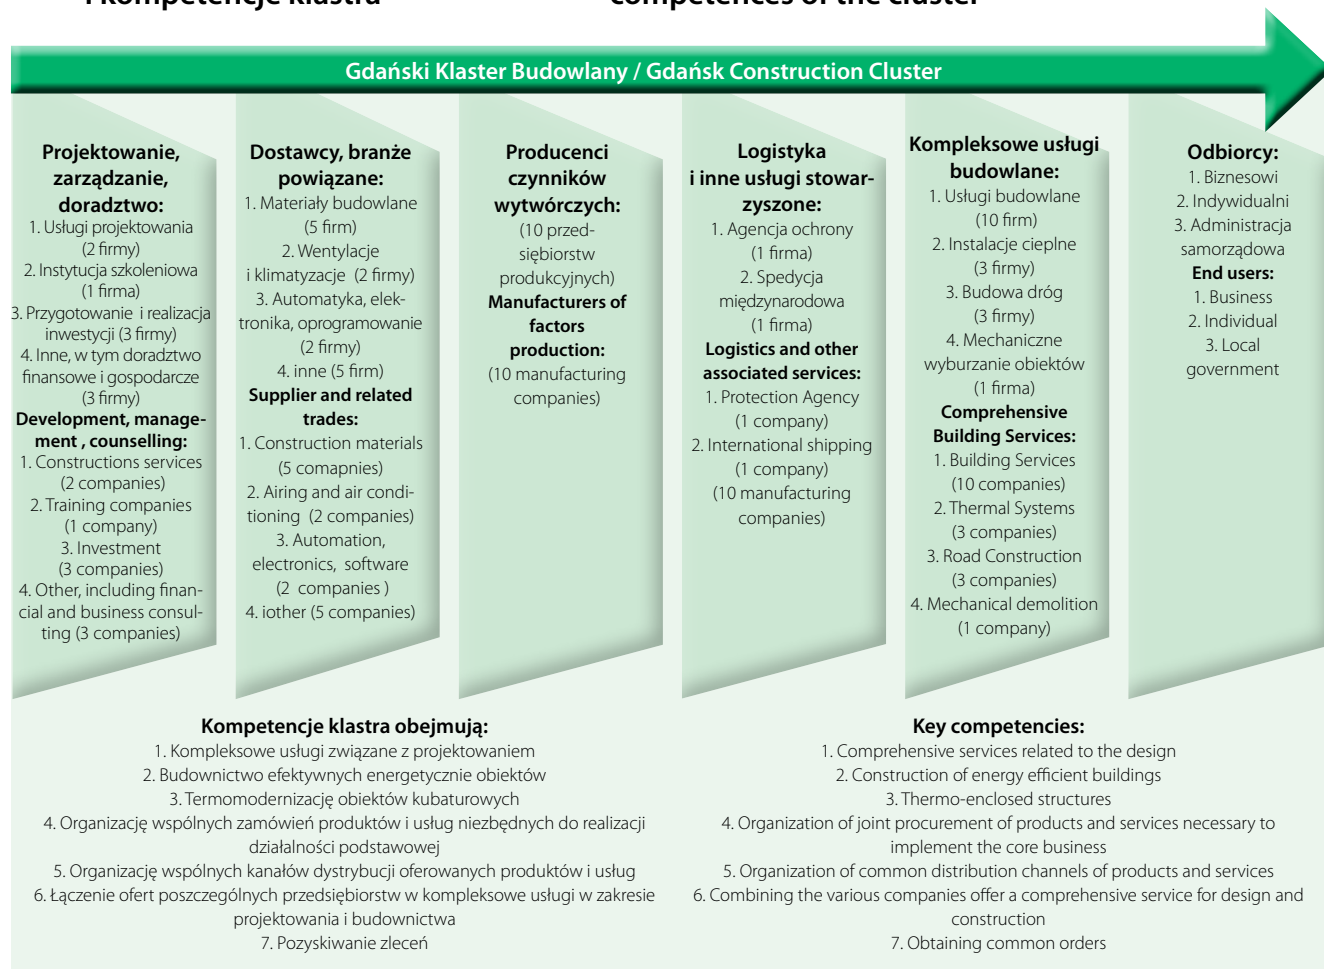 i kompetencje klastra
competences of the cluster
Gdański Klaster Budowlany / Gdańsk Construction Cluster
Projektowanie,
zarządzanie,
doradztwo:
1. Usługi projektowania
(2 firmy)
2. Instytucja szkoleniowa
(1 firma)
3. Przygotowanie i realizacja
inwestycji (3 firmy)
4. Inne, w tym doradztwo
finansowe i gospodarcze
(3 firmy)
Development, manage-
ment , counselling:
1. Constructions services
(2 companies)
2. Training companies
(1 company)
3. Investment
(3 companies)
4. Other, including finan-
cial and business consul-
ting (3 companies)
Dostawcy, branże
powiązane:
1. Materiały budowlane
(5 firm)
2. Wentylacje
i klimatyzacje (2 firmy)
3. Automatyka, elek-
tronika, oprogramowanie
(2 firmy)
4. inne (5 firm)
Supplier and related
trades:
1. Construction materials
(5 comapnies)
2. Airing and air condi-
tioning (2 companies)
3. Automation,
electronics, software
(2 companies )
4. iother (5 companies)
Producenci
czynników
wytwórczych:
(10 przed-
siębiorstw
produkcyjnych)
Manufacturers of
factors
production:
(10 manufacturing
companies)
Logistyka
i inne usługi stowar-
zyszone:
1. Agencja ochrony
(1 firma)
2. Spedycja
międzynarodowa
(1 firma)
Logistics and other
associated services:
1. Protection Agency
(1 company)
2. International shipping
(1 company)
(10 manufacturing
companies)
Kompleksowe usługi
budowlane:
1. Usługi budowlane
(10 firm)
2. Instalacje cieplne
(3 firmy)
3. Budowa dróg
(3 firmy)
4. Mechaniczne
wyburzanie obiektów
(1 firma)
Comprehensive
Building Services:
1. Building Services
(10 companies)
2. Thermal Systems
(3 companies)
3. Road Construction
(3 companies)
4. Mechanical demolition
(1 company)
Odbiorcy:
1. Biznesowi
2. Indywidualni
3. Administracja
samorządowa
End users:
1. Business
2. Individual
3. Local
government
Kompetencje klastra obejmują:
1. Kompleksowe usługi związane z projektowaniem
2. Budownictwo efektywnych energetycznie obiektów
3. Termomodernizację obiektów kubaturowych
4. Organizację wspólnych zamówień produktów i usług niezbędnych do realizacji
działalności podstawowej
5. Organizację wspólnych kanałów dystrybucji oferowanych produktów i usług
6. Łączenie ofert poszczególnych przedsiębiorstw w kompleksowe usługi w zakresie
projektowania i budownictwa
7. Pozyskiwanie zleceń
Key competencies:
1. Comprehensive services related to the design
2. Construction of energy efficient buildings
3. Thermo-enclosed structures
4. Organization of joint procurement of products and services necessary to
implement the core business
5. Organization of common distribution channels of products and services
6. Combining the various companies offer a comprehensive service for design and
construction
7. Obtaining common orders